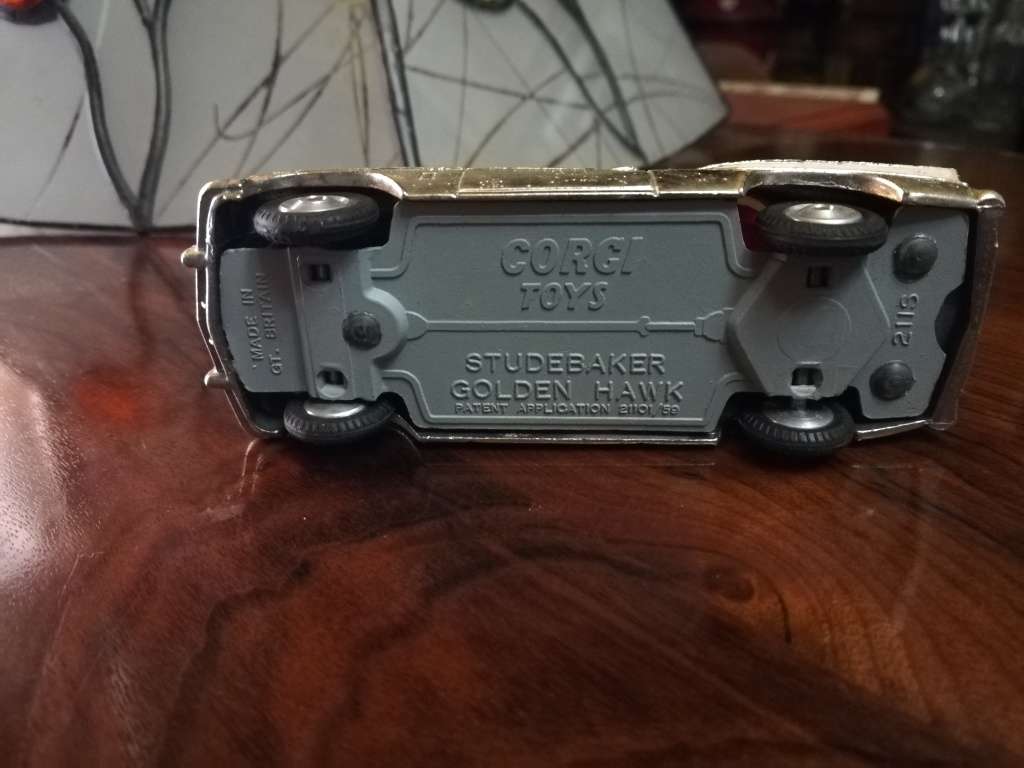 CORGI
TOYS
STUDEBAKER
GOLDEN HAWK
PATENT APPLICATION 21101/59
MADE IN
GT. BRITAIN
211S